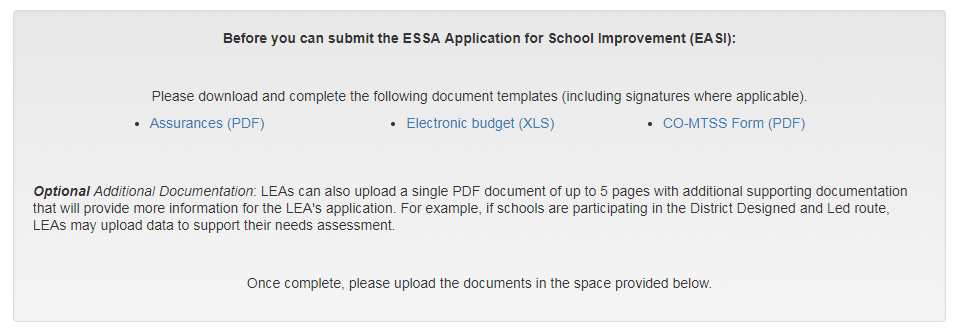 Before you can submit the ESSA Application for School Improvement (EASI):
Please download and complete the following document templates (including signatures where applicable).
• Assurances (PDF) • Electronic budget (XLS) • CO-MTSS Form (PDF)
Optional Additional Documentation: LEAs can also upload a single PDF document of up to 5 pages with additional supporting documentation
that will provide more information for the LEA's application. For example, if schools are participating in the District Designed and Led route,
LEAs may upload data to support their needs assessment.
Once complete, please upload the documents in the space provided below.